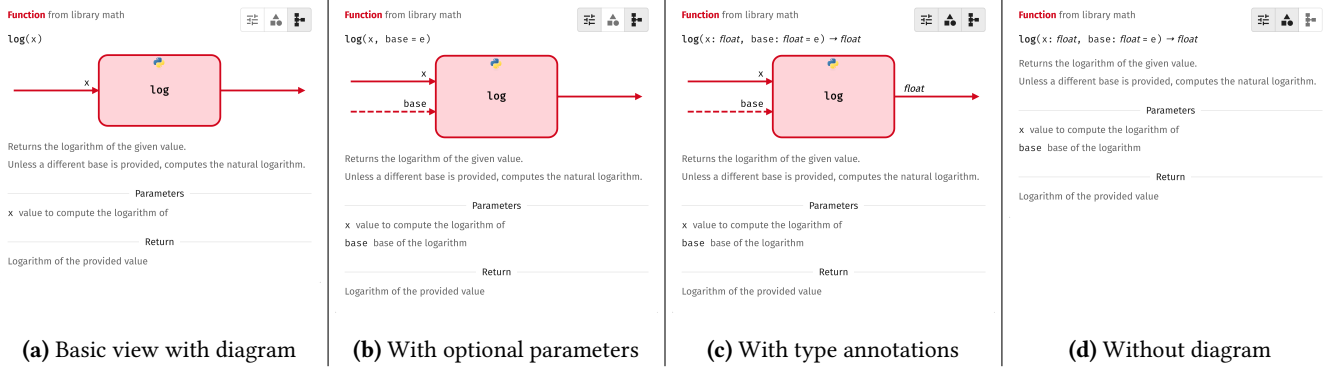 Function from library math
log(x)
x
log
Returns the logarithm of the given value.
Unless a different base is provided, computes the natural logarithm.
Parameters
x value to compute the logarithm of
Return
Logarithm of the provided value
(a) Basic view with diagram
Function from library math
log(x, base = e)
x
base
log
Returns the logarithm of the given value.
Unless a different base is provided, computes the natural logarithm.
Parameters
x value to compute the logarithm of
base base of the logarithm
Return
Logarithm of the provided value
(b) With optional parameters
Function from library math
log(x: float, base: float = e) → float
x
base
log
float
Returns the logarithm of the given value.
Unless a different base is provided, computes the natural logarithm.
Parameters
x value to compute the logarithm of
base base of the logarithm
Return
Logarithm of the provided value
(c) With type annotations
Function from library math
log(x: float, base: float = e) → float
Returns the logarithm of the given value.
Unless a different base is provided, computes the natural logarithm.
Parameters
x value to compute the logarithm of
base base of the logarithm
Return
Logarithm of the provided value
(d) Without diagram